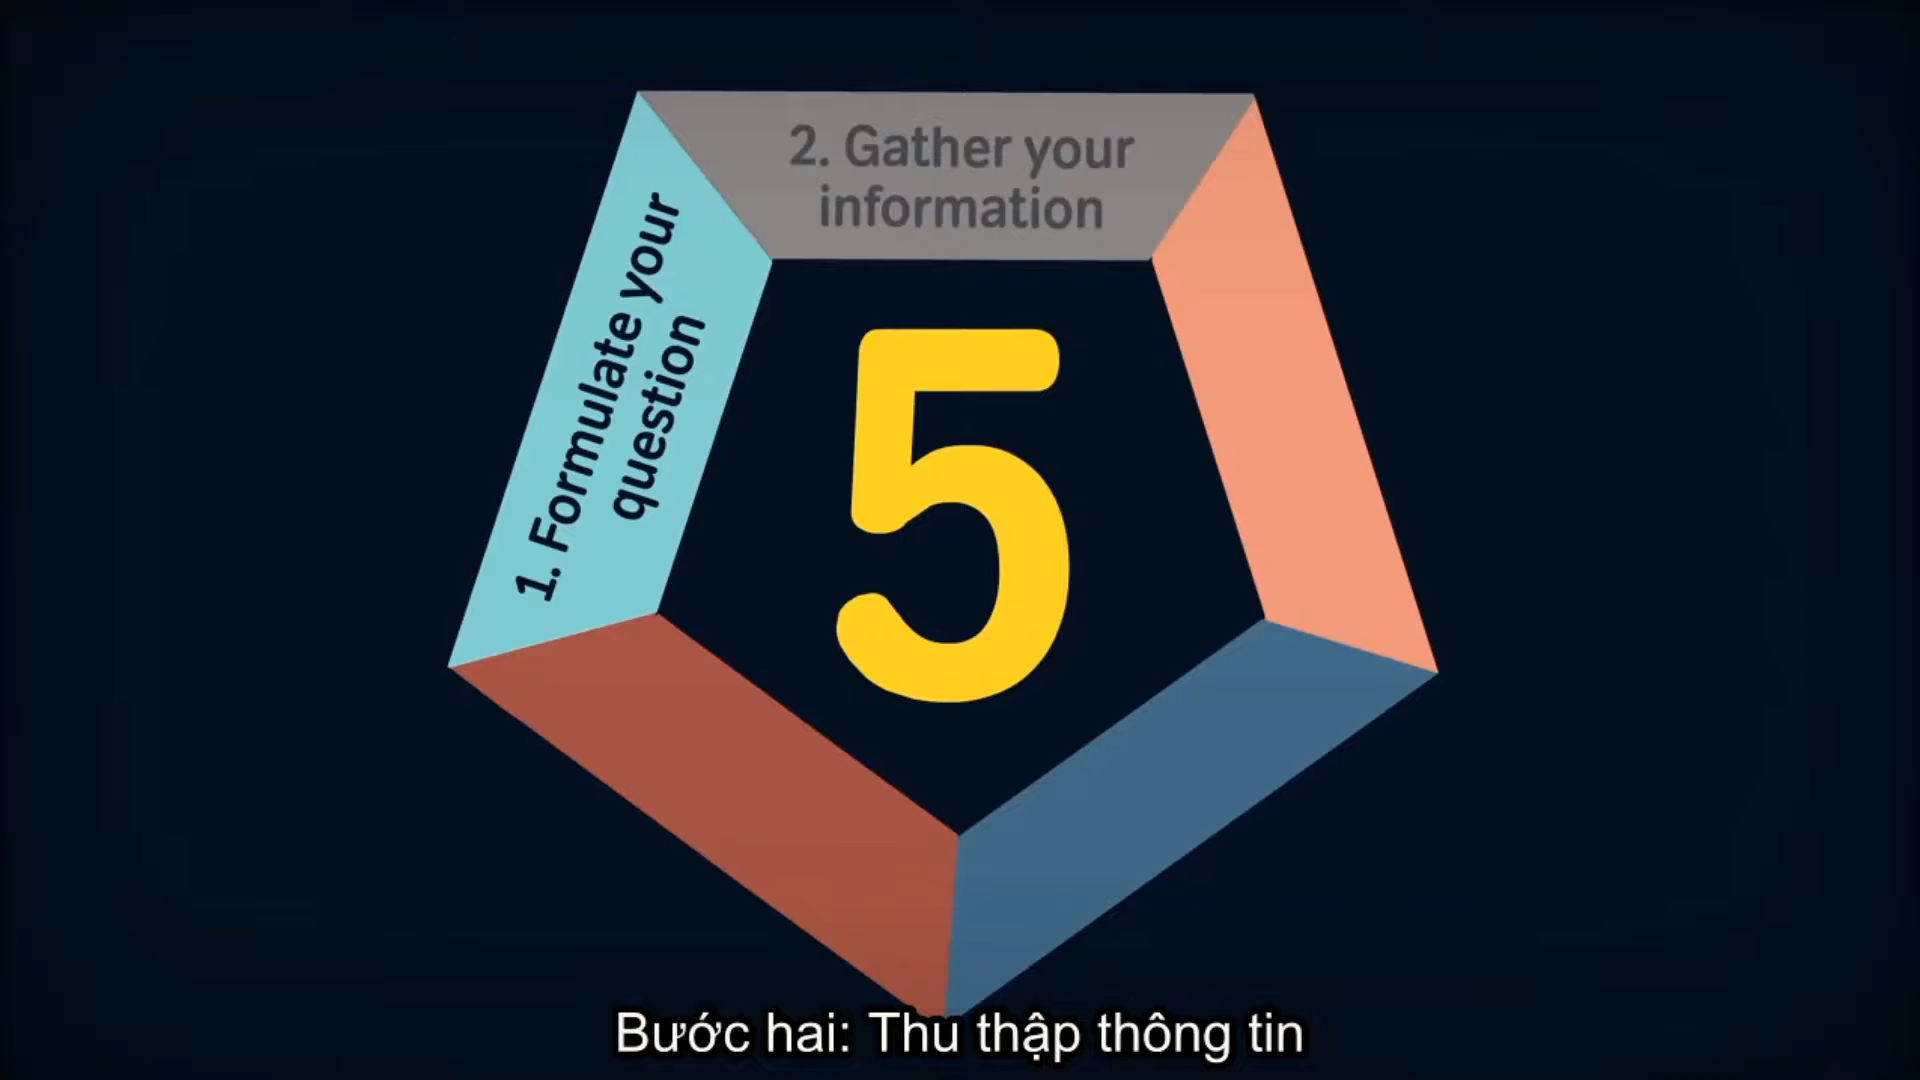 1. Formulate your
question
2. Gather your
information
5
Bước hai: Thu thập thông tin